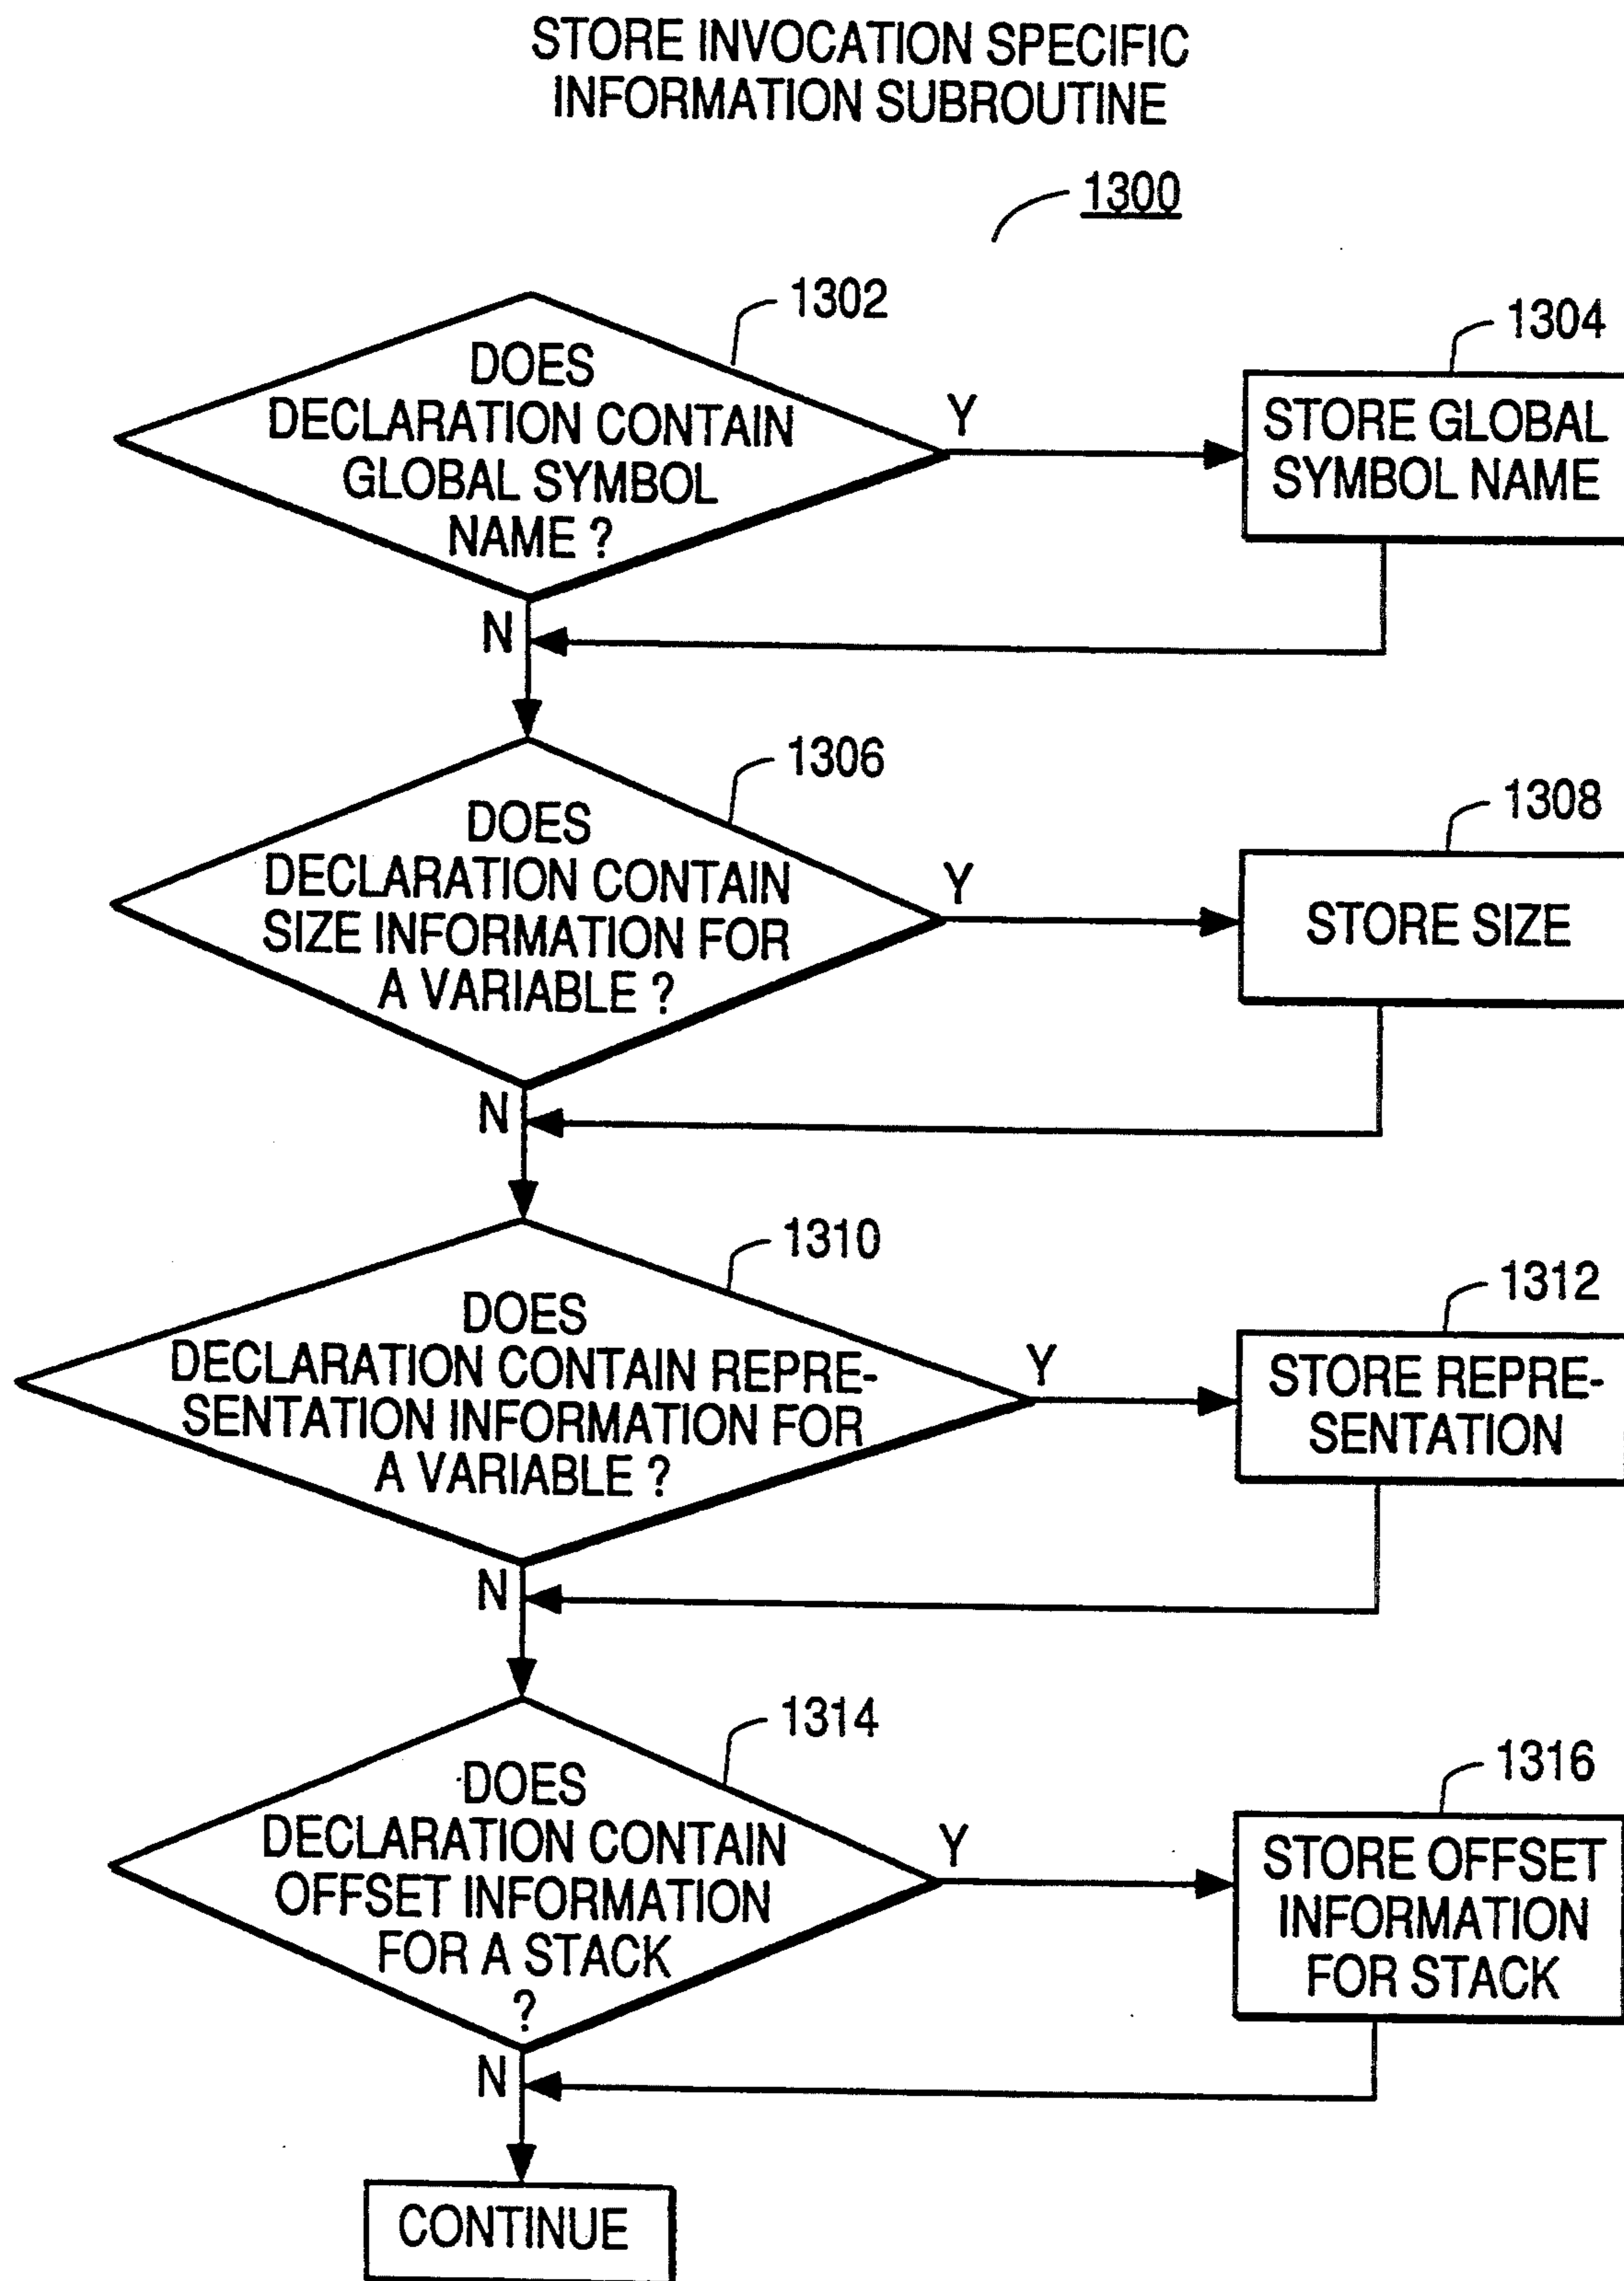 STORE INVOCATION SPECIFIC
INFORMATION SUBROUTINE
1300
1302
DOES
DECLARATION CONTAIN
GLOBAL SYMBOL
NAME ?
Y
1304
STORE GLOBAL
SYMBOL NAME
N
1306
DOES
DECLARATION CONTAIN
SIZE INFORMATION FOR
A VARIABLE ?
Y
1308
STORE SIZE
N
1310
DOES
DECLARATION CONTAIN REPRE-
SENTATION INFORMATION FOR
A VARIABLE ?
Y
1312
STORE REPRE-
SENTATION
N
1314
DOES
DECLARATION CONTAIN
OFFSET INFORMATION
FOR A STACK
?
Y
1316
STORE OFFSET
INFORMATION
FOR STACK
N
CONTINUE